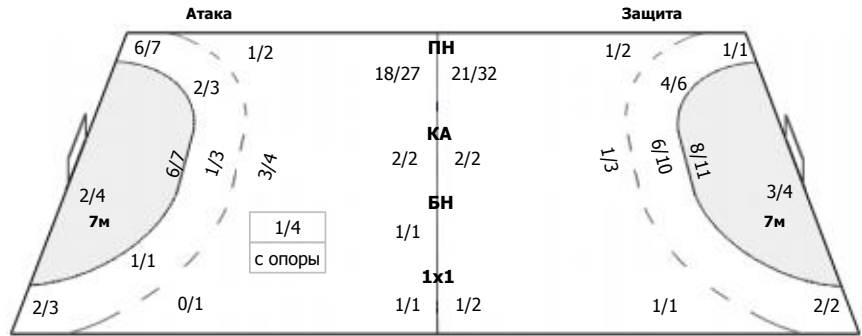 Атака Защита
6/7 1/2 ПН 1/2 1/1
18/27 21/32
2/3 4/6
6/7 1/3 3/4 КА 1/3 6/10 8/11
2/2 2/2
2/4 3/4
БН
7м 7м
1/4 1/1
с опоры
1/1
1x1
2/3 0/1 1/1 1/2 1/1 2/2